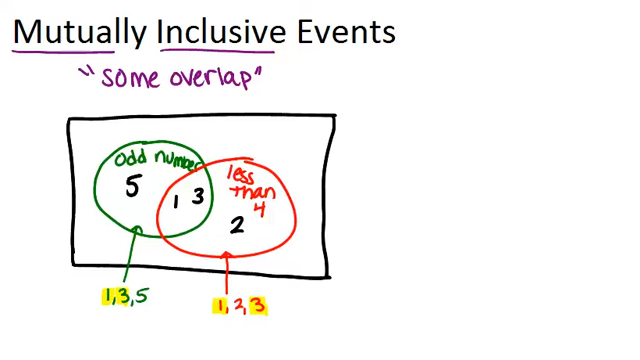 Mutually Inclusive Events
"some overlap"
odd number
less
than
4
5
1 3
2
1, 3, 5
1, 2, 3